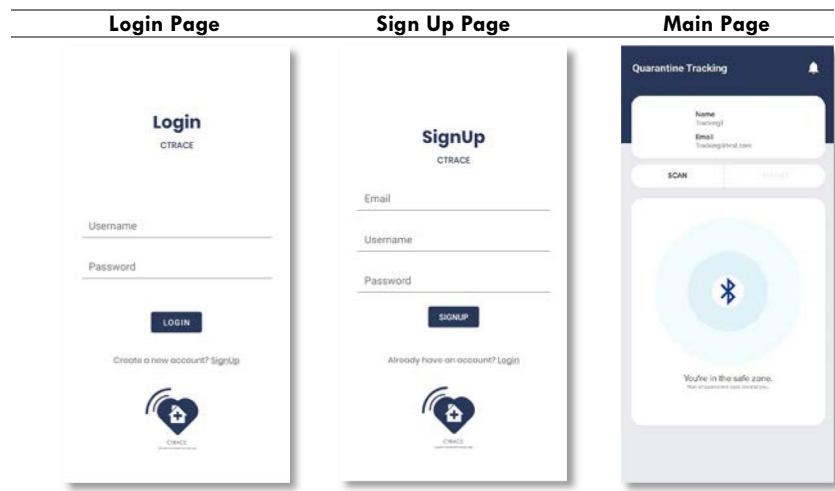 Login Page
Sign Up Page
Main Page
Login
CTRACE
Username
Password
LOGIN
Create a new account? SignUp
CTRACE
SignUp
CTRACE
Email
Username
Password
SIGNUP
Already have an account? Login
CTRACE
Quarantine Tracking
Name
Tracking1
Email
SCAN
You're in the safe zone.